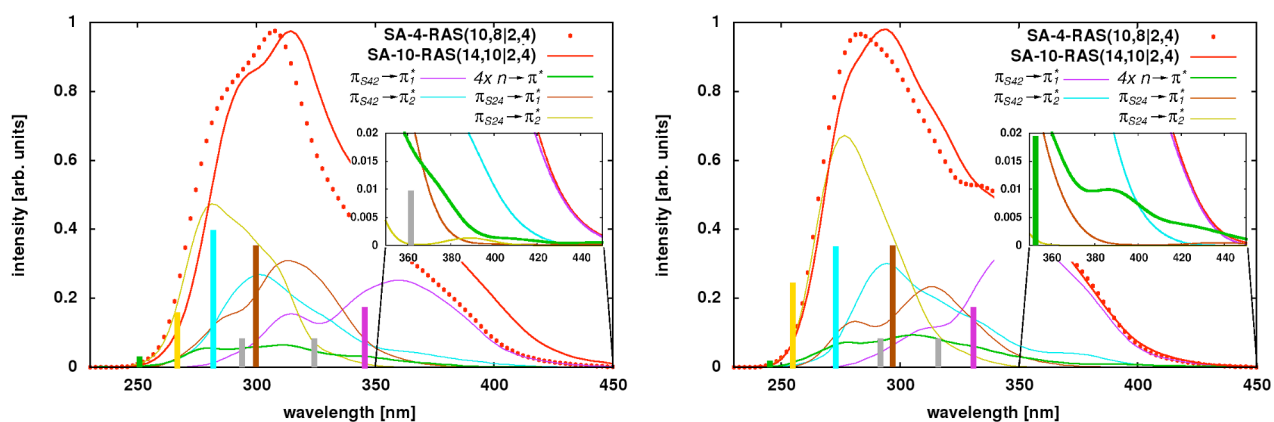 1
0.8
0.6
0.4
0.2
0
intensity [arb. units]
250 300 350 400 450
wavelength [nm]
SA-4-RAS(10,8|2,4)
SA-10-RAS(14,10|2,4)
πS42→π1* 4x n→π*
πS42→π2* πS24→π1*
πS24→π2*
0.02
0.015
0.01
0.005
0
360 380 400 420 440
1
0.8
0.6
0.4
0.2
0
intensity [arb. units]
250 300 350 400 450
wavelength [nm]
SA-4-RAS(10,8|2,4)
SA-10-RAS(14,10|2,4)
πS42→π1* 4x n→π*
πS42→π2* πS24→π1*
πS24→π2*
0.02
0.015
0.01
0.005
0
360 380 400 420 440